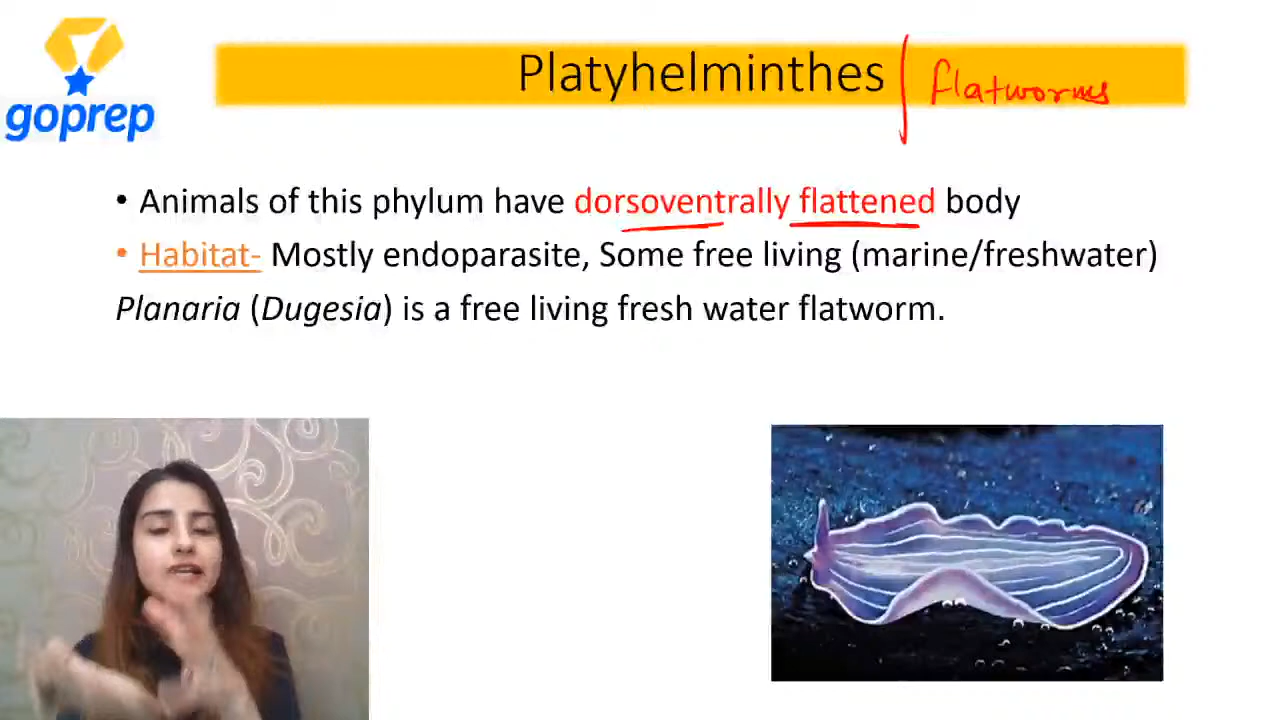 goprep
Platyhelminthes flatworms
• Animals of this phylum have dorsoventrally flattened body
• Habitat- Mostly endoparasite, Some free living (marine/freshwater)
Planaria (Dugesia) is a free living fresh water flatworm.